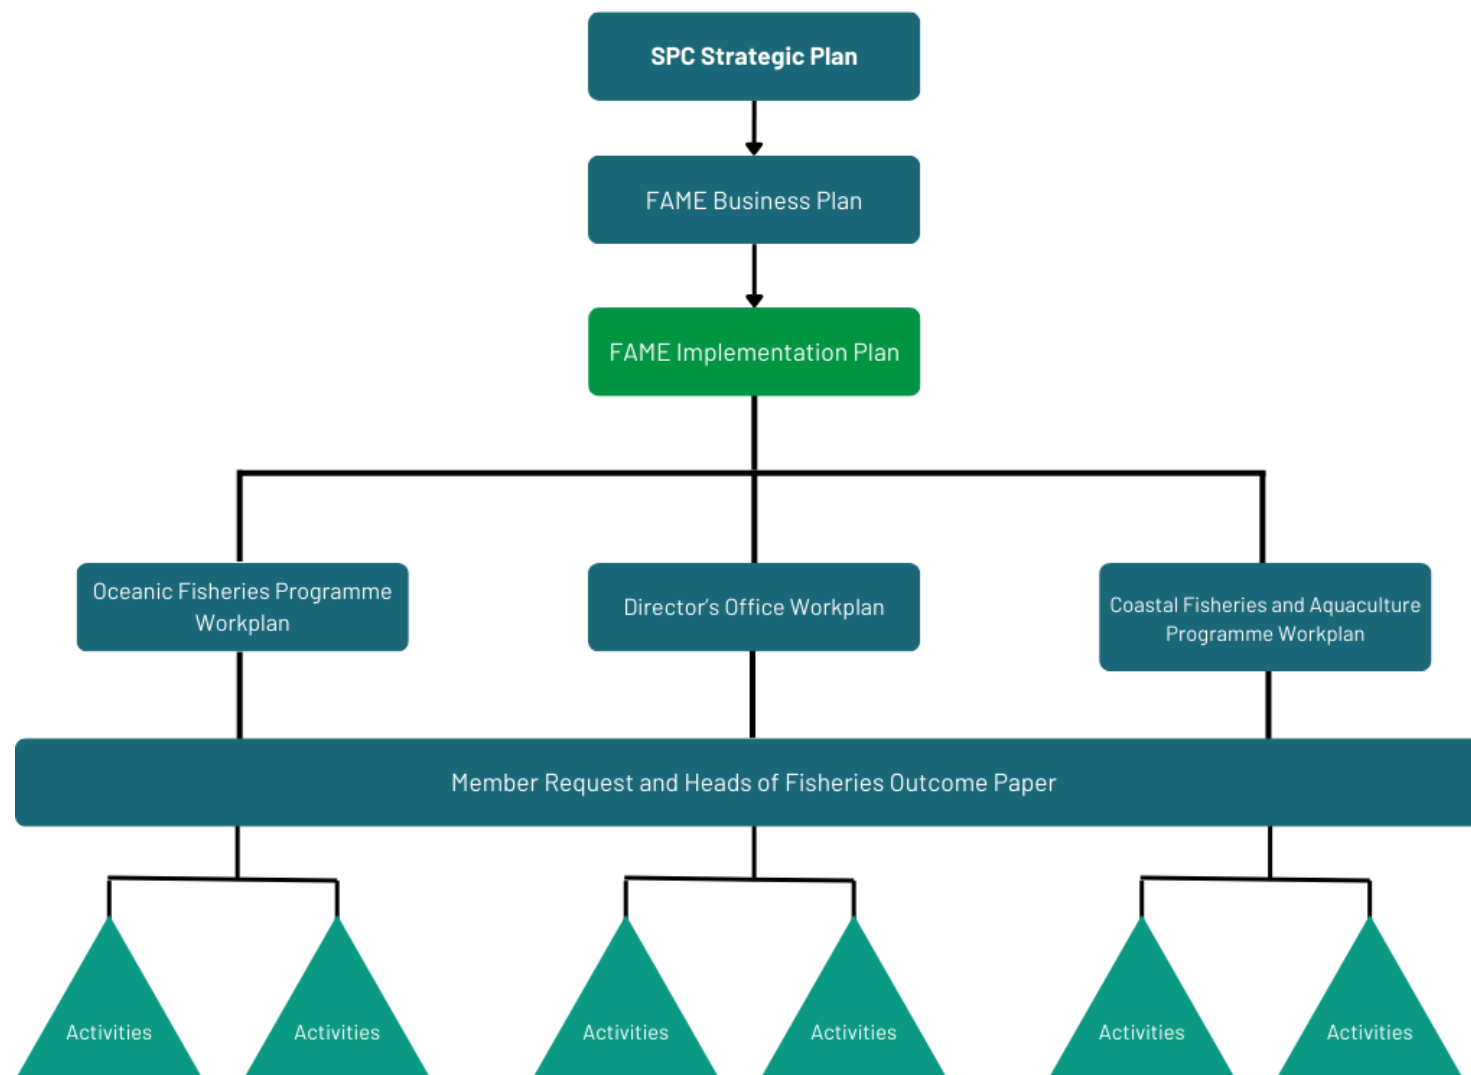 SPC Strategic Plan
FAME Business Plan
FAME Implementation Plan
Oceanic Fisheries Programme
Workplan
Director’s Office Workplan
Coastal Fisheries and Aquaculture
Programme Workplan
Member Request and Heads of Fisheries Outcome Paper
Activities
Activities
Activities
Activities
Activities
Activities